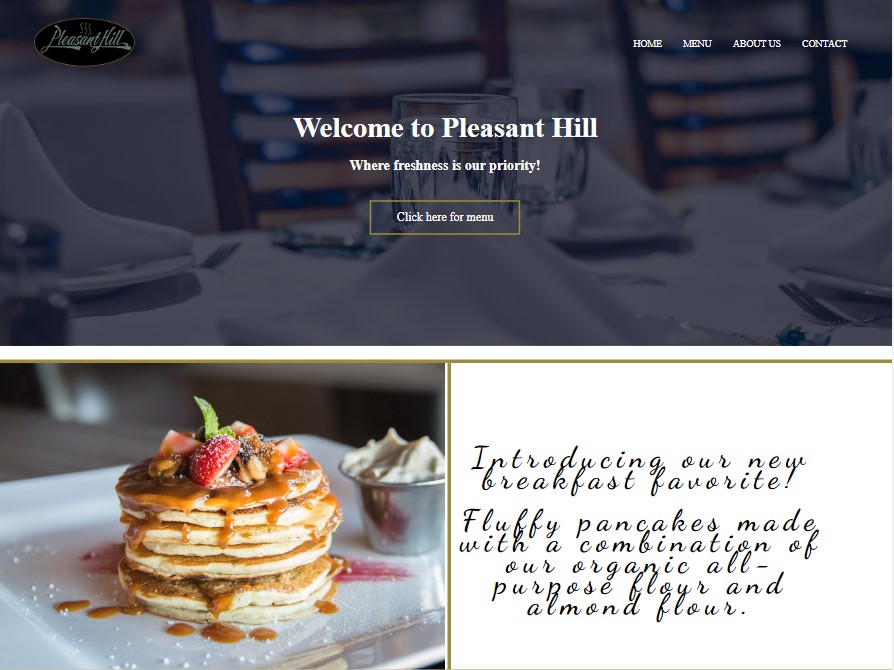 Pleasant Hill
HOME MENU ABOUT US CONTACT
Welcome to Pleasant Hill
Where freshness is our priority!
Click here for menu
Introducing our new
breakfast favorite!
Fluffy pancakes made
with a combination of
our organic all-
purpose flour and
almond flour.